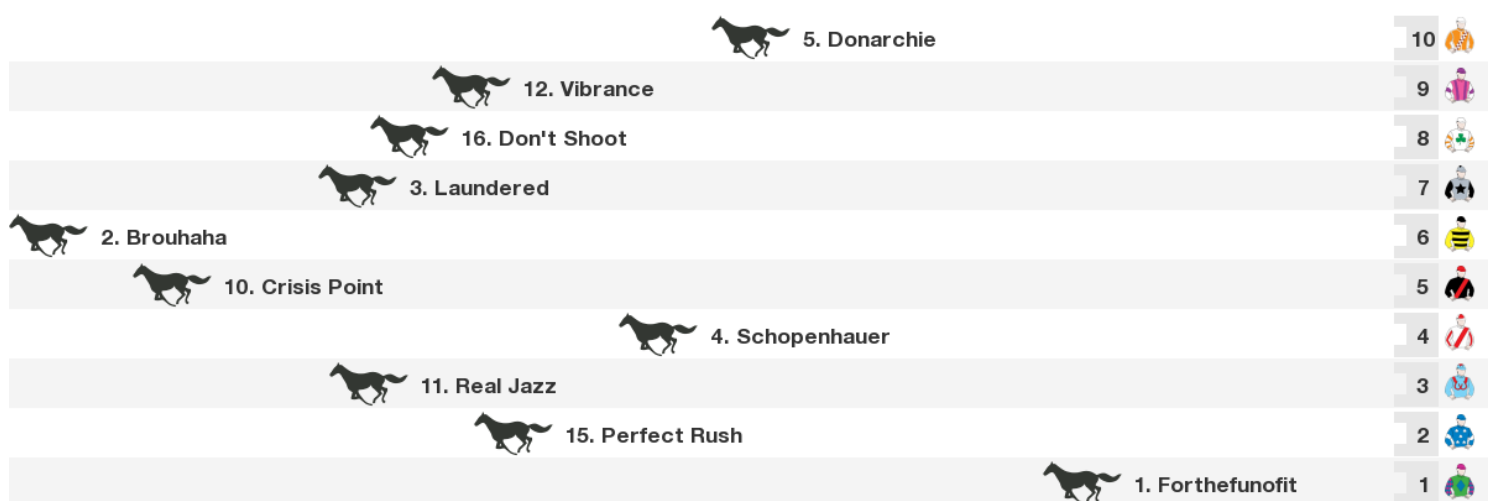 5. Donarchie 10
12. Vibrance 9
16. Don't Shoot 8
3. Laundered 7
2. Brouhaha 6
10. Crisis Point 5
4. Schopenhauer 4
11. Real Jazz 3
15. Perfect Rush 2
1. Forthefunofit 1